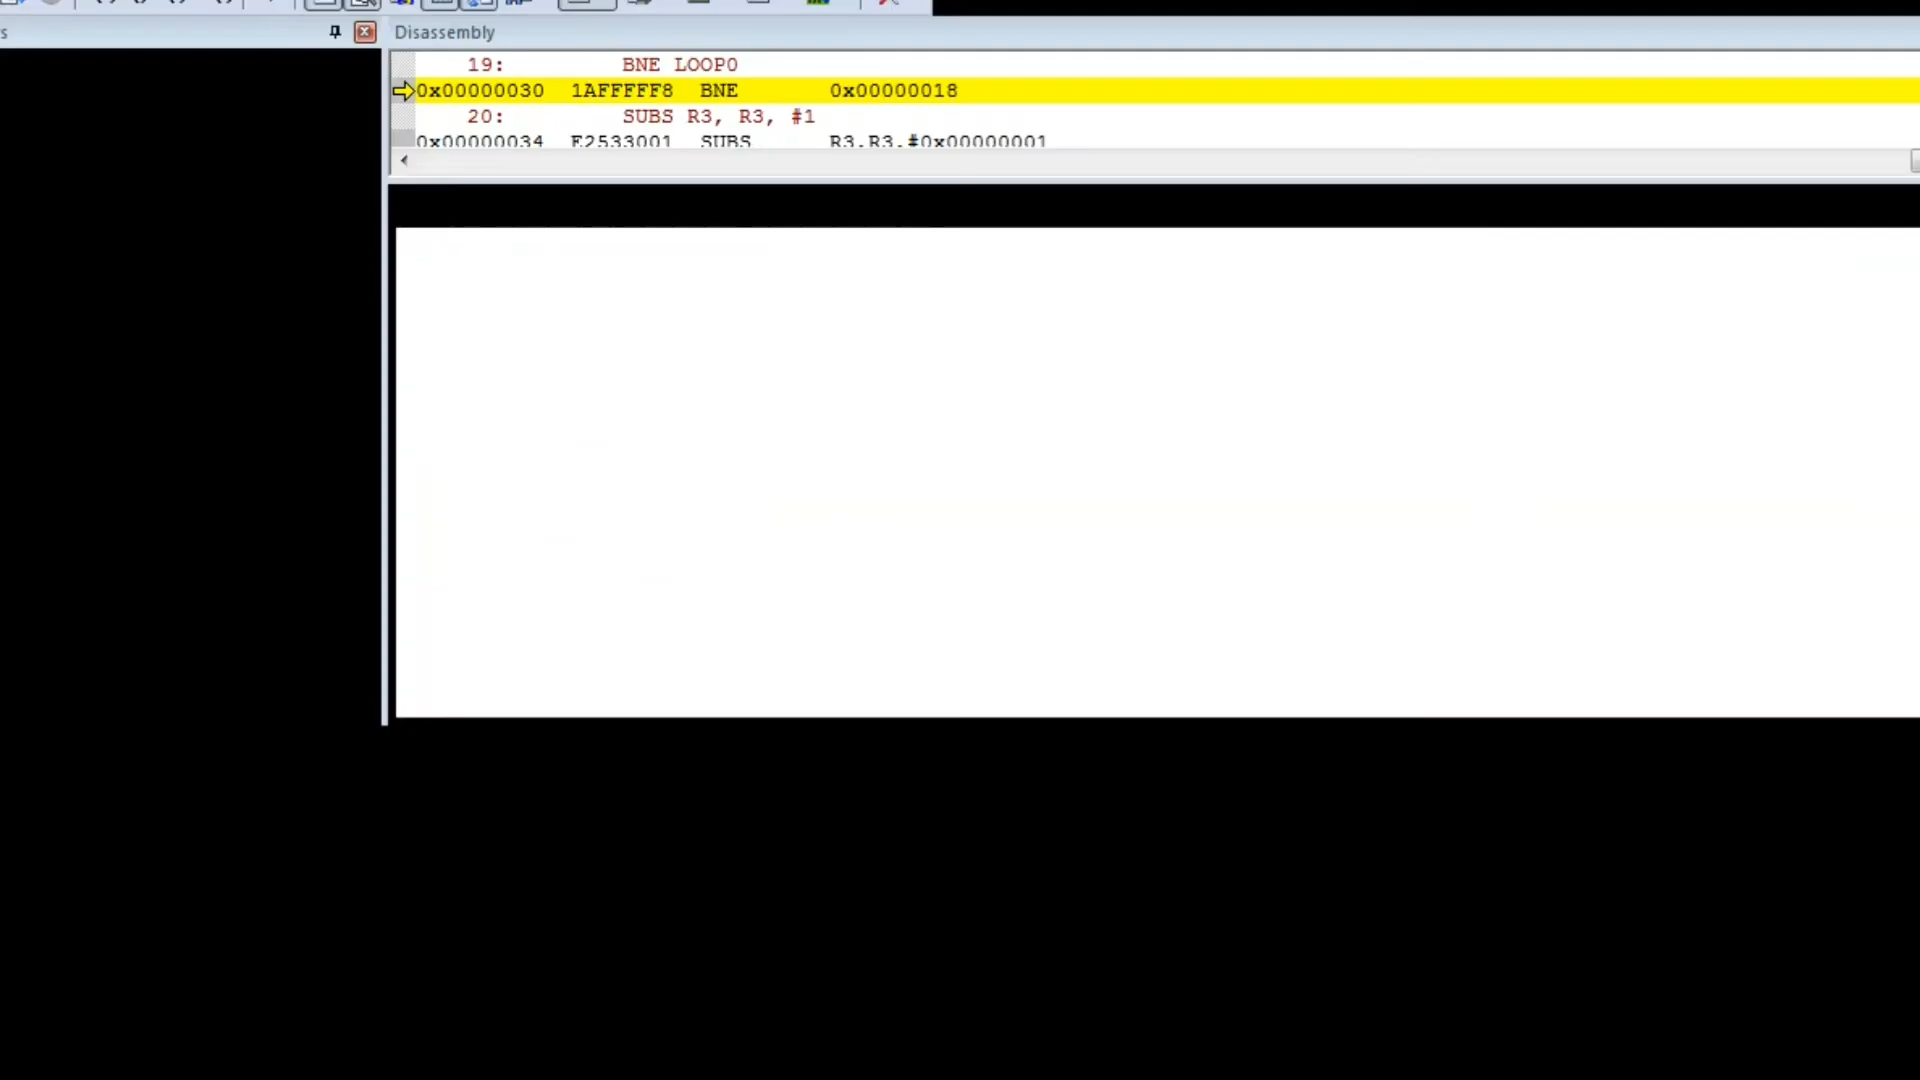 s
Disassembly
19: BNE LOOP0
0x00000030 1AFFFFF8 BNE 0x00000018
20: SUBS R3, R3, #1
0x00000034 E2533001 SUBS R3,R3,#0x00000001